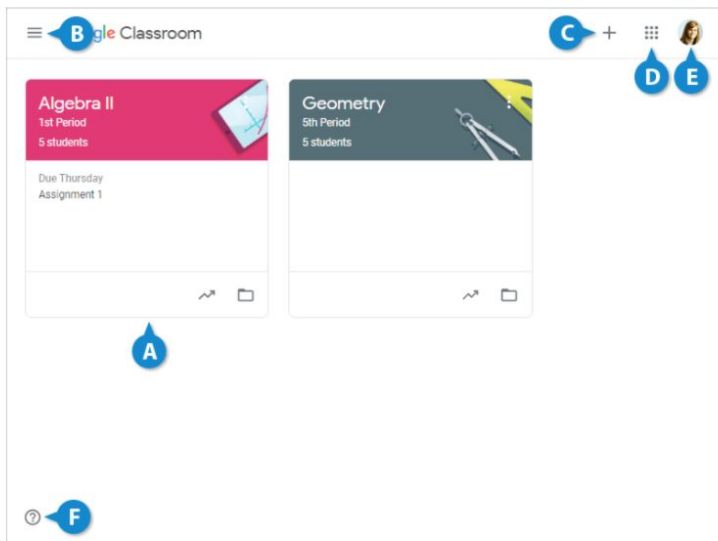 B gle Classroom C
D E
Algebra II
1st Period
5 students
Due Thursday
Assignment 1
Geometry
5th Period
5 students
A
F